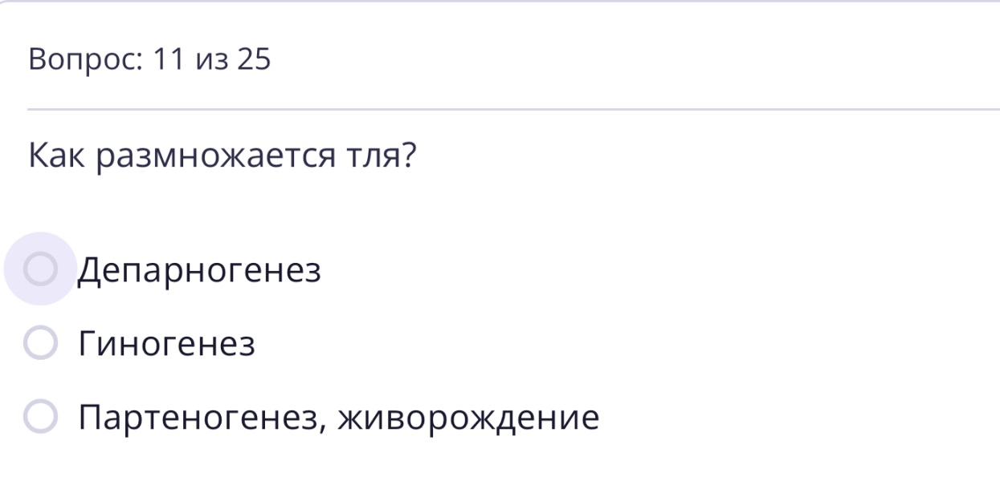 Вопрос: 11 из 25
Как размножается тля?
Депарногенез
Гиногенез
Партеногенез, живорождение